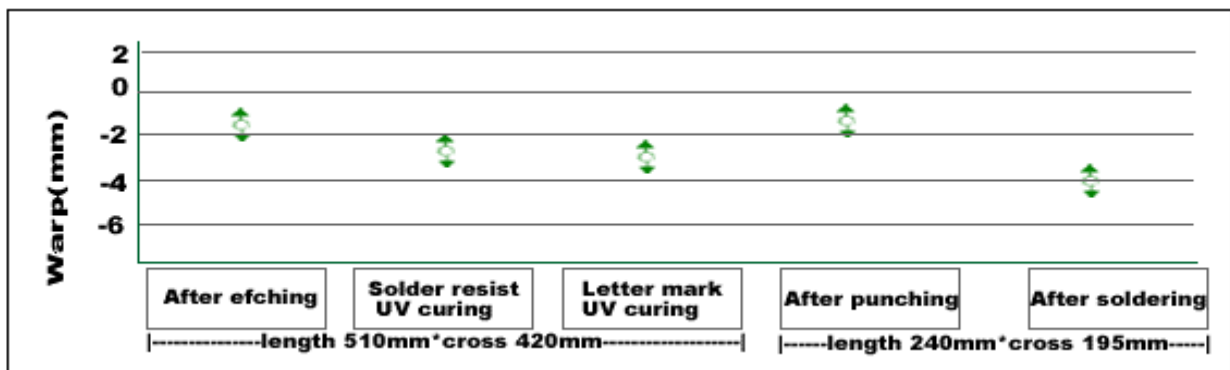 2
0
-2
-4
-6
Warp(mm)
After efching
Solder resist
UV curing
Letter mark
UV curing
After punching
After soldering
|----------------length 510mm*cross 420mm-------------------|
|------length 240mm*cross 195mm-----|